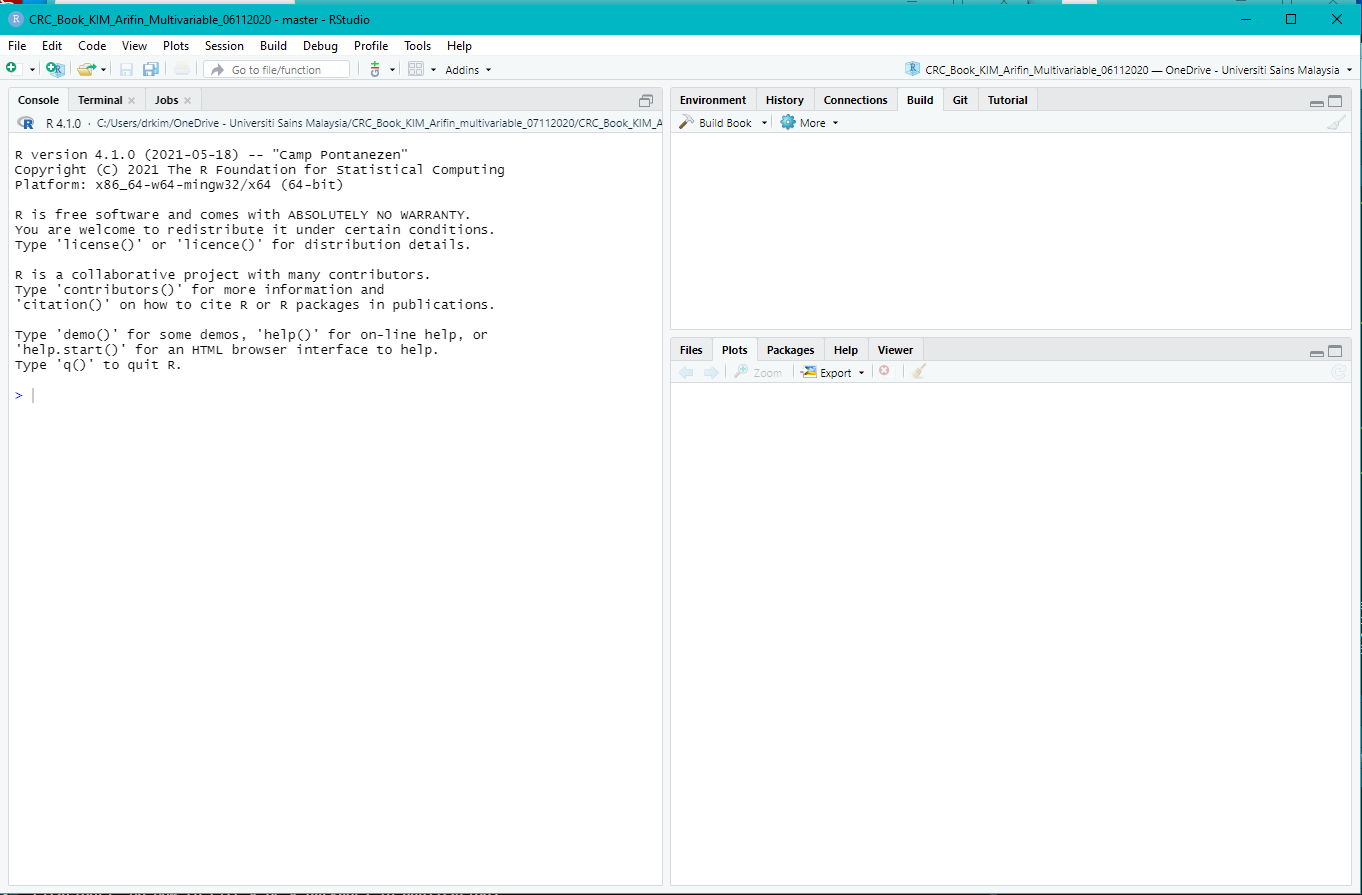 CRC_Book_KIM_Arifin_Multivariable_06112020 - master - RStudio
File Edit Code View Plots Session Build Debug Profile Tools Help
Go to file/function Addins CRC_Book_KIM_Arifin_Multivariable_06112020 — OneDrive - Universiti Sains Malaysia
Console Terminal Jobs
R 4.1.0 · C:/Users/drkim/OneDrive - Universiti Sains Malaysia/CRC_Book_KIM_Arifin_multivariable_07112020/CRC_Book_KIM_A
R version 4.1.0 (2021-05-18) -- "Camp Pontanezen"
Copyright (C) 2021 The R Foundation for Statistical Computing
Platform: x86_64-w64-mingw32/x64 (64-bit)
R is free software and comes with ABSOLUTELY NO WARRANTY.
You are welcome to redistribute it under certain conditions.
Type 'license()' or 'licence()' for distribution details.
R is a collaborative project with many contributors.
Type 'contributors()' for more information and
'citation()' on how to cite R or R packages in publications.
Type 'demo()' for some demos, 'help()' for on-line help, or
'help.start()' for an HTML browser interface to help.
Type 'q()' to quit R.
>
Environment History Connections Build Git Tutorial
Build Book More
Files Plots Packages Help Viewer
Zoom Export